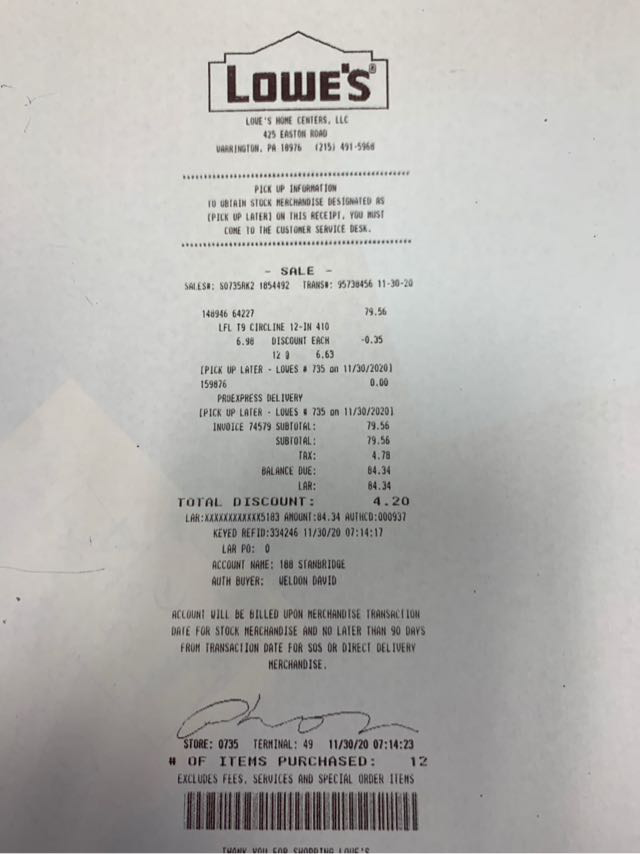 LOWE'S®
LOWE'S HOME CENTERS, LLC
425 EASTON ROAD
WARRINGTON, PA 18976 (215) 491-5968
****************************************
PICK UP INFORMATION
TO OBTAIN STOCK MERCHANDISE DESIGNATED AS
[PICK UP LATER] ON THIS RECEIPT, YOU MUST
COME TO THE CUSTOMER SERVICE DESK.
****************************************
- SALE -
SALES#: S0735RK2 1854492 TRANS#: 95738456 11-30-20
148946 64227 79.56
LFL T9 CIRCLINE 12-IN 410
6.98 DISCOUNT EACH -0.35
12 @ 6.63
[PICK UP LATER - LOWES # 735 on 11/30/2020]
159876 0.00
PROEXPRESS DELIVERY
[PICK UP LATER - LOWES # 735 on 11/30/2020]
INVOICE 74579 SUBTOTAL: 79.56
SUBTOTAL: 79.56
TAX: 4.78
BALANCE DUE: 84.34
LAR: 84.34
TOTAL DISCOUNT: 4.20
LAR:XXXXXXXXXXXX5183 AMOUNT:84.34 AUTHCD:000937
KEYED REFID:334246 11/30/20 07:14:17
LAR PO: 0
ACCOUNT NAME: 188 STANBRIDGE
AUTH BUYER: WELDON DAVID
ACCOUNT WILL BE BILLED UPON MERCHANDISE TRANSACTION
DATE FOR STOCK MERCHANDISE AND NO LATER THAN 90 DAYS
FROM TRANSACTION DATE FOR SOS OR DIRECT DELIVERY
MERCHANDISE.
STORE: 0735 TERMINAL: 49 11/30/20 07:14:23
# OF ITEMS PURCHASED: 12
EXCLUDES FEES, SERVICES AND SPECIAL ORDER ITEMS
THANK YOU FOR SHOPPING LOWE'S